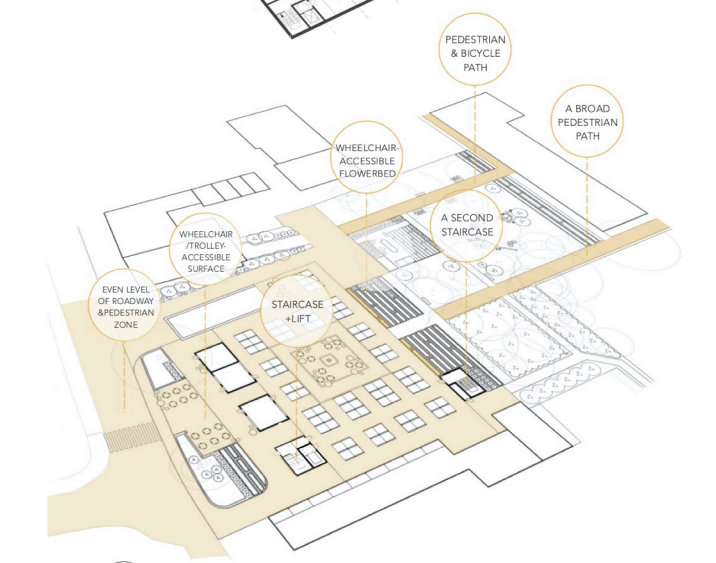 PEDESTRIAN
& BICYCLE
PATH
A BROAD
PEDESTRIAN
PATH
WHEELCHAIR-
ACCESSIBLE
FLOWERBED
A SECOND
STAIRCASE
WHEELCHAIR
/TROLLEY-
ACCESSIBLE
SURFACE
EVEN LEVEL
OF ROADWAY
&PEDESTRIAN
ZONE
STAIRCASE
+LIFT